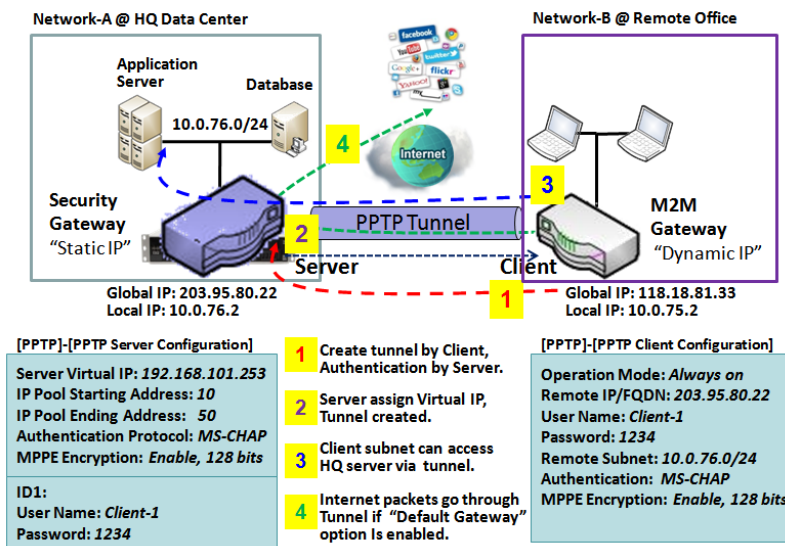 Network-A @ HQ Data Center
Network-B @ Remote Office
Application
Server
Database
10.0.76.0/24
facebook
YouTube
twitter
Google+
flickr
YAHOO!
my
Internet
4
3
Security
Gateway
“Static IP”
2
PPTP Tunnel
M2M
Gateway
“Dynamic IP”
Server
Client
1
Global IP: 203.95.80.22
Local IP: 10.0.76.2
Global IP: 118.18.81.33
Local IP: 10.0.75.2
[PPTP]-[PPTP Server Configuration]
Server Virtual IP: 192.168.101.253
IP Pool Starting Address: 10
IP Pool Ending Address: 50
Authentication Protocol: MS-CHAP
MPPE Encryption: Enable, 128 bits
ID1:
User Name: Client-1
Password: 1234
1 Create tunnel by Client,
Authentication by Server.
2 Server assign Virtual IP,
Tunnel created.
3 Client subnet can access
HQ server via tunnel.
4 Internet packets go through
Tunnel if “Default Gateway”
option Is enabled.
[PPTP]-[PPTP Client Configuration]
Operation Mode: Always on
Remote IP/FQDN: 203.95.80.22
User Name: Client-1
Password: 1234
Remote Subnet: 10.0.76.0/24
Authentication: MS-CHAP
MPPE Encryption: Enable, 128 bits